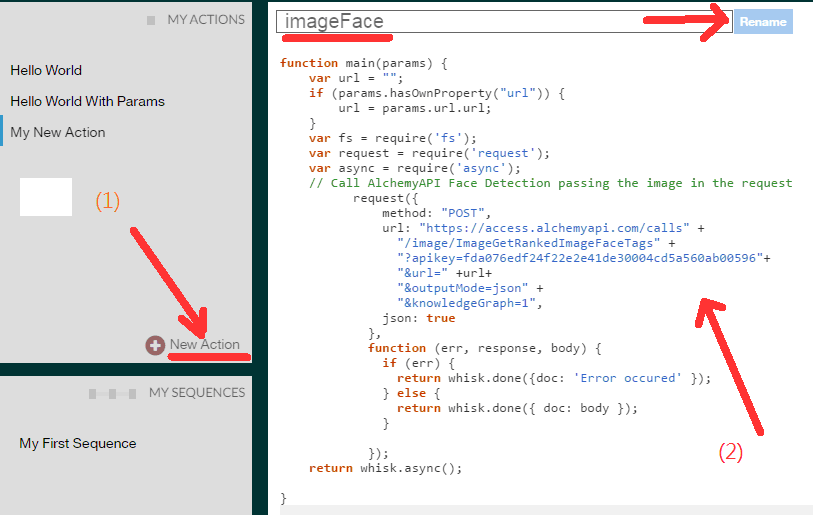 MY ACTIONS
Hello World
Hello World With Params
My New Action
(1)
New Action
MY SEQUENCES
My First Sequence
imageFace
Rename
function main(params) {
    var url = "";
    if (params.hasOwnProperty("url")) {
        url = params.url.url;
    }
    var fs = require('fs');
    var request = require('request');
    var async = require('async');
    // Call AlchemyAPI Face Detection passing the image in the request
          request({
              method: "POST",
              url: "https://access.alchemyapi.com/calls" +
                "/image/ImageGetRankedImageFaceTags" +
                "?apikey=fda076edf24f22e2e41de30004cd5a560ab00596"+
                "&url=" +url+
                "&outputMode=json" +
                "&knowledgeGraph=1",
              json: true
            },
            function (err, response, body) {
              if (err) {
                return whisk.done({doc: 'Error occured' });
              } else {
                return whisk.done({ doc: body });
              }
            });
    return whisk.async();
}
(2)